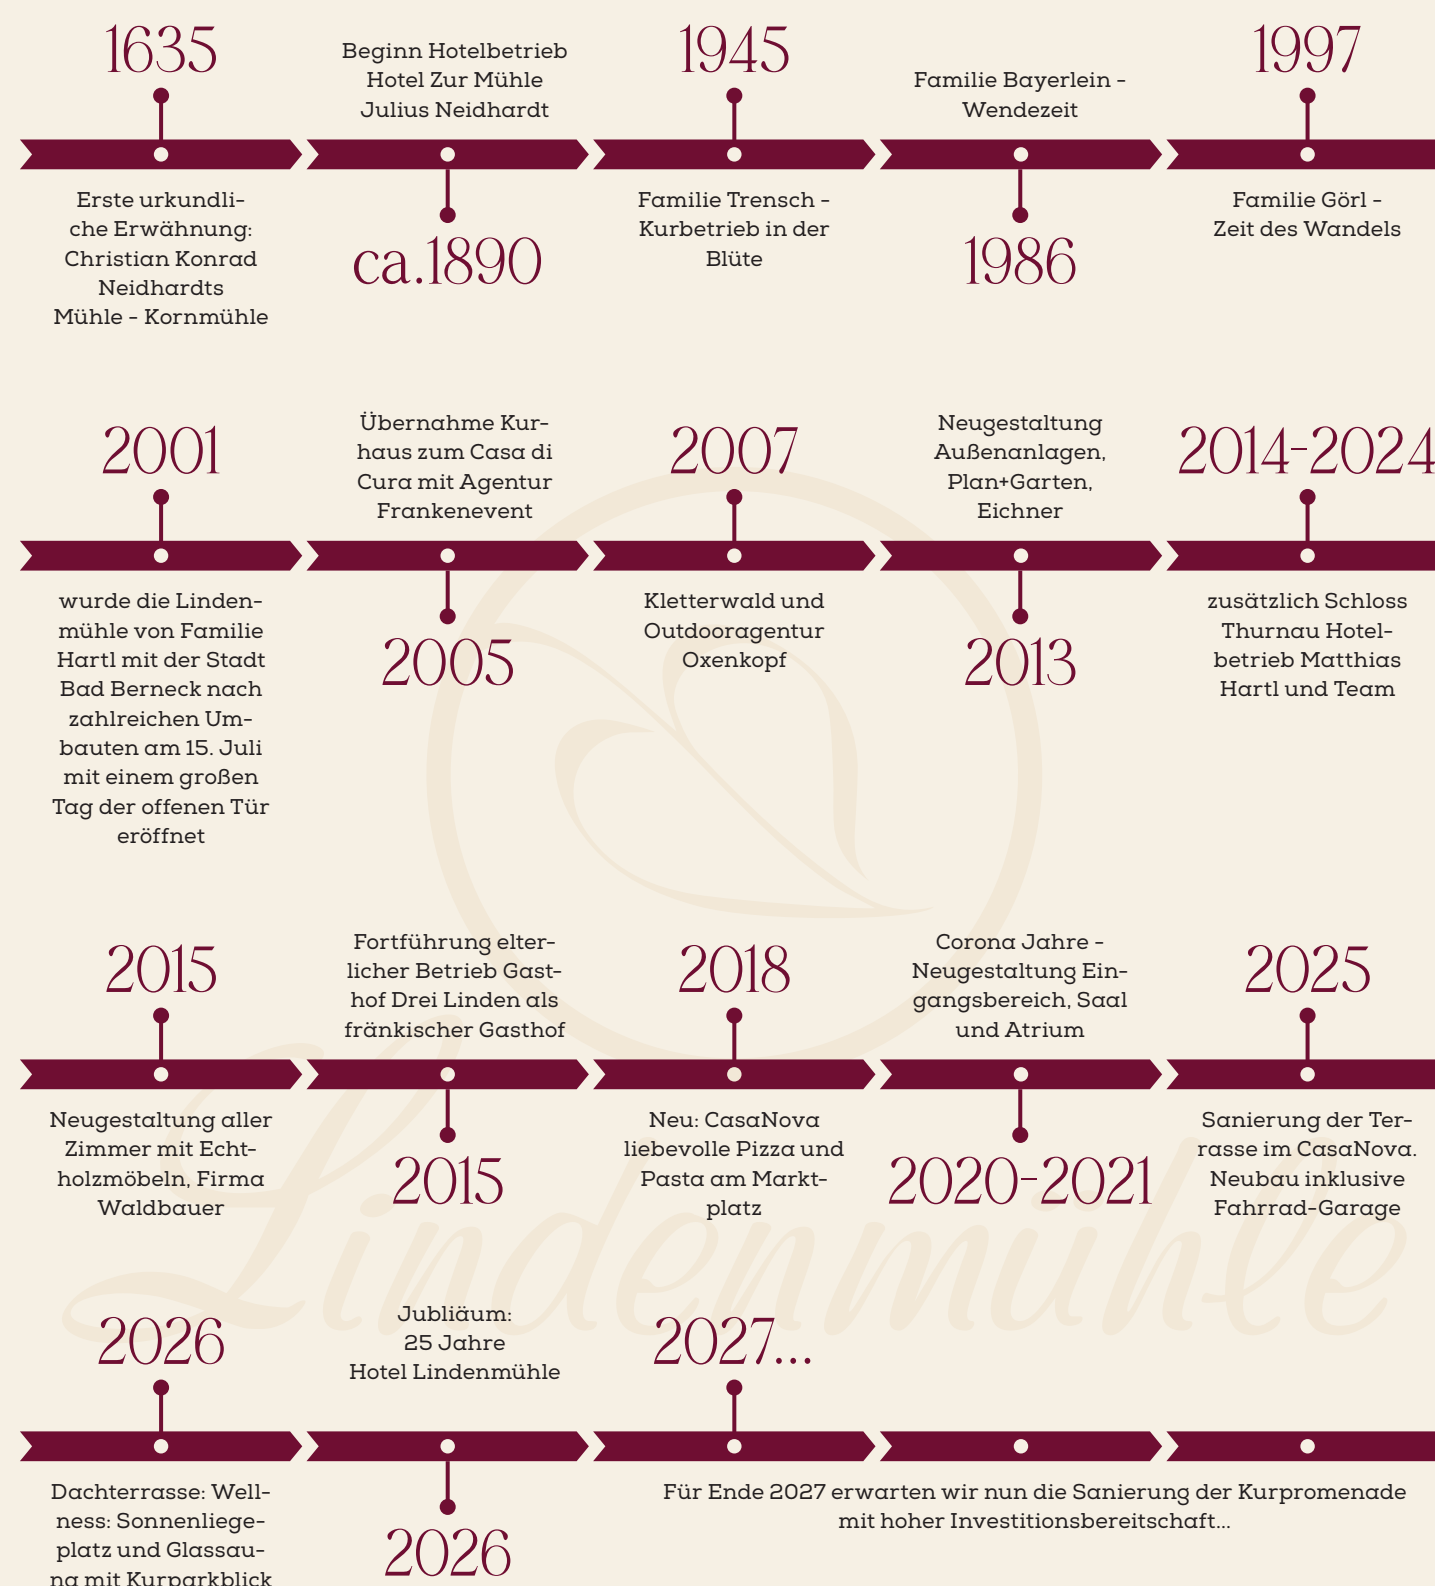 1635
Erste urkundli-
che Erwähnung:
Christian Konrad
Neidhardts
Mühle - Kornmühle
Beginn Hotelbetrieb
Hotel Zur Mühle
Julius Neidhardt
ca.1890
1945
Familie Trensch -
Kurbetrieb in der
Blüte
Familie Bayerlein -
Wendezeit
1986
1997
Familie Görl -
Zeit des Wandels
2001
wurde die Linden-
mühle von Familie
Hartl mit der Stadt
Bad Berneck nach
zahlreichen Um-
bauten am 15. Juli
mit einem großen
Tag der offenen Tür
eröffnet
Übernahme Kur-
haus zum Casa di
Cura mit Agentur
Frankenevent
2005
2007
Kletterwald und
Outdooragentur
Oxenkopf
Neugestaltung
Außenanlagen,
Plan+Garten,
Eichner
2013
2014-2024
zusätzlich Schloss
Thurnau Hotel-
betrieb Matthias
Hartl und Team
2015
Neugestaltung aller
Zimmer mit Echt-
holzmöbeln, Firma
Waldbauer
Fortführung elter-
licher Betrieb Gast-
hof Drei Linden als
fränkischer Gasthof
2015
2018
Neu: CasaNova
liebevolle Pizza und
Pasta am Markt-
platz
Corona Jahre -
Neugestaltung Ein-
gangsbereich, Saal
und Atrium
2020-2021
2025
Sanierung der Ter-
rasse im CasaNova.
Neubau inklusive
Fahrrad-Garage
Lindenmühle
2026
Dachterrasse: Well-
ness: Sonnenliege-
platz und Glassau-
na mit Kurparkblick
Jubliäum:
25 Jahre
Hotel Lindenmühle
2026
2027...
Für Ende 2027 erwarten wir nun die Sanierung der Kurpromenade
mit hoher Investitionsbereitschaft...